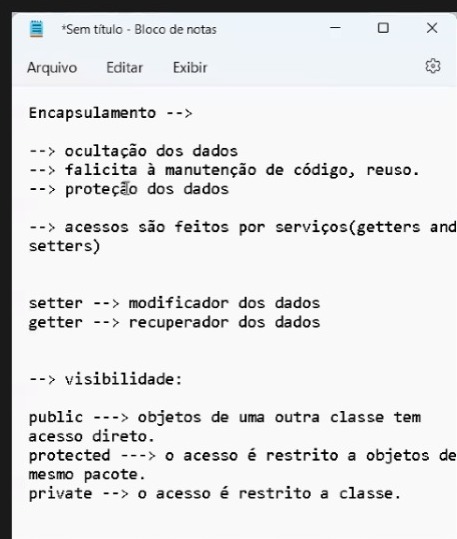 *Sem título - Bloco de notas
Arquivo Editar Exibir
Encapsulamento -->
--> ocultação dos dados
--> falicita à manutenção de código, reuso.
--> proteção dos dados
--> acessos são feitos por serviços(getters and
setters)
setter --> modificador dos dados
getter --> recuperador dos dados
--> visibilidade:
public ---> objetos de uma outra classe tem
acesso direto.
protected ---> o acesso é restrito a objetos de
mesmo pacote.
private --> o acesso é restrito a classe.